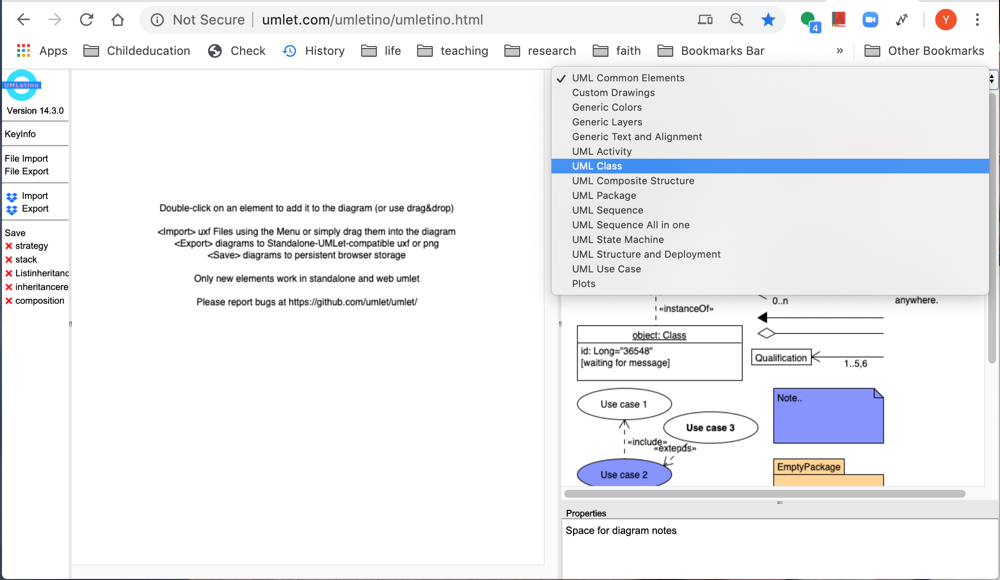 Not Secure umlet.com/umletino/umletino.html
4
Y
Apps Childeducation Check History life teaching research faith Bookmarks Bar » Other Bookmarks
UMLetino
Version 14.3.0
KeyInfo
File Import
File Export
Import
Export
Save
strategy
stack
Listinheritanc
inheritancere
composition
Double-click on an element to add it to the diagram (or use drag&drop)
<Import> uxf Files using the Menu or simply drag them into the diagram
<Export> diagrams to Standalone-UMLet-compatible uxf or png
<Save> diagrams to persistent browser storage
Only new elements work in standalone and web umlet
Please report bugs at https://github.com/umlet/umlet/
✓ UML Common Elements
Custom Drawings
Generic Colors
Generic Layers
Generic Text and Alignment
UML Activity
UML Class
UML Composite Structure
UML Package
UML Sequence
UML Sequence All in one
UML State Machine
UML Structure and Deployment
UML Use Case
Plots
0..n
anywhere.
«instanceOf»
object: Class
id: Long="36548"
[waiting for message]
Qualification
1..5,6
Use case 1
Note..
Use case 3
«include»
«extends»
Use case 2
EmptyPackage
Properties
Space for diagram notes